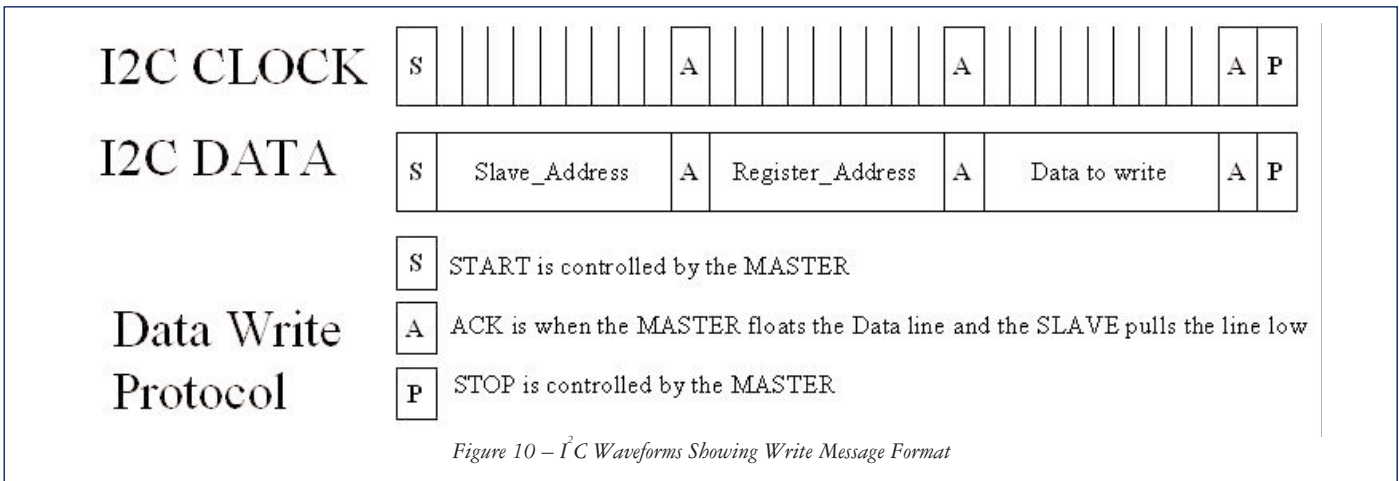 I2C CLOCK S A A A P
I2C DATA S Slave_Address A Register_Address A Data to write A P
S START is controlled by the MASTER
Data Write Protocol
A ACK is when the MASTER floats the Data line and the SLAVE pulls the line low
P STOP is controlled by the MASTER
Figure 10 – I²C Waveforms Showing Write Message Format